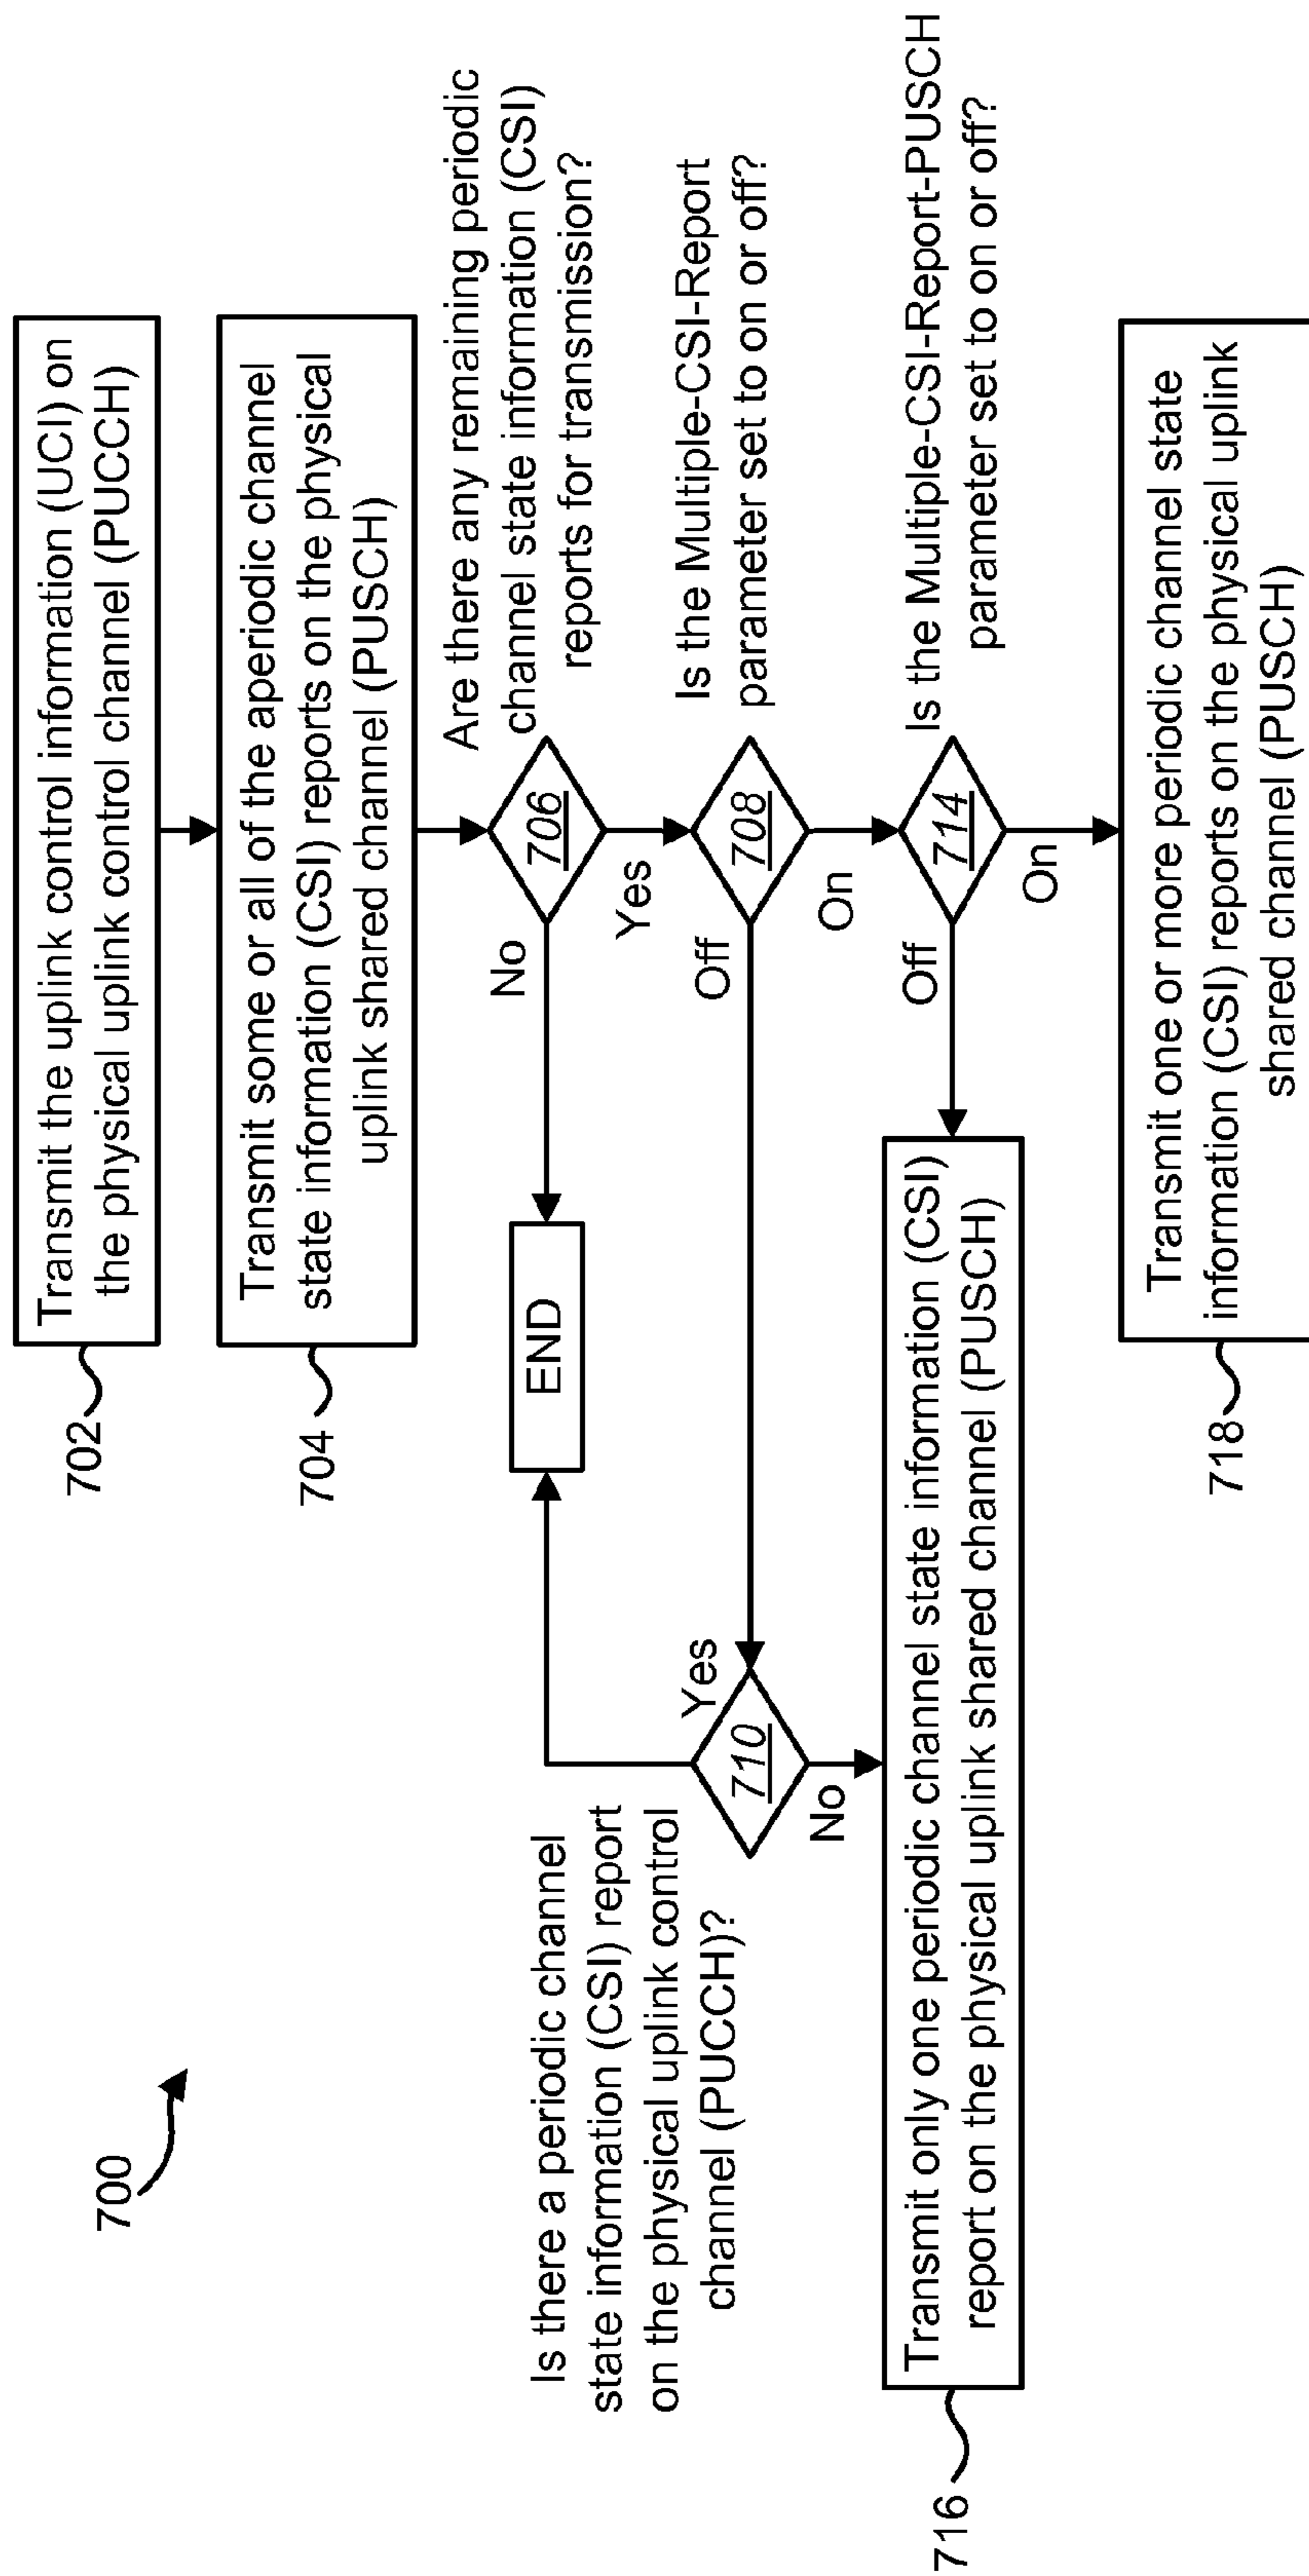 700
702
Transmit the uplink control information (UCI) on
the physical uplink control channel (PUCCH)
704
Transmit some or all of the aperiodic channel
state information (CSI) reports on the physical
uplink shared channel (PUSCH)
Are there any remaining periodic
channel state information (CSI)
reports for transmission?
706
No
Yes
END
Is the Multiple-CSI-Report
parameter set to on or off?
708
Off
On
Is there a periodic channel
state information (CSI) report
on the physical uplink control
channel (PUCCH)?
710
Yes
No
Is the Multiple-CSI-Report-PUSCH
parameter set to on or off?
714
Off
On
716
Transmit only one periodic channel state information (CSI)
report on the physical uplink shared channel (PUSCH)
718
Transmit one or more periodic channel state
information (CSI) reports on the physical uplink
shared channel (PUSCH)